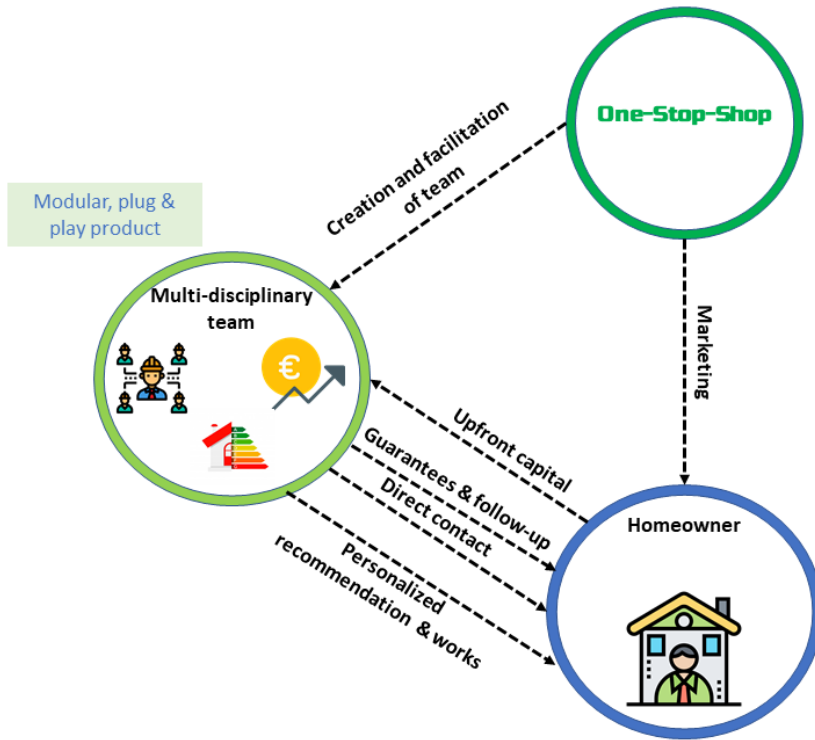 One-Stop-Shop
Creation and facilitation
of team
Modular, plug &
play product
Multi-disciplinary
team
€
Marketing
Upfront capital
Guarantees & follow-up
Direct contact
Personalized
recommendation & works
Homeowner